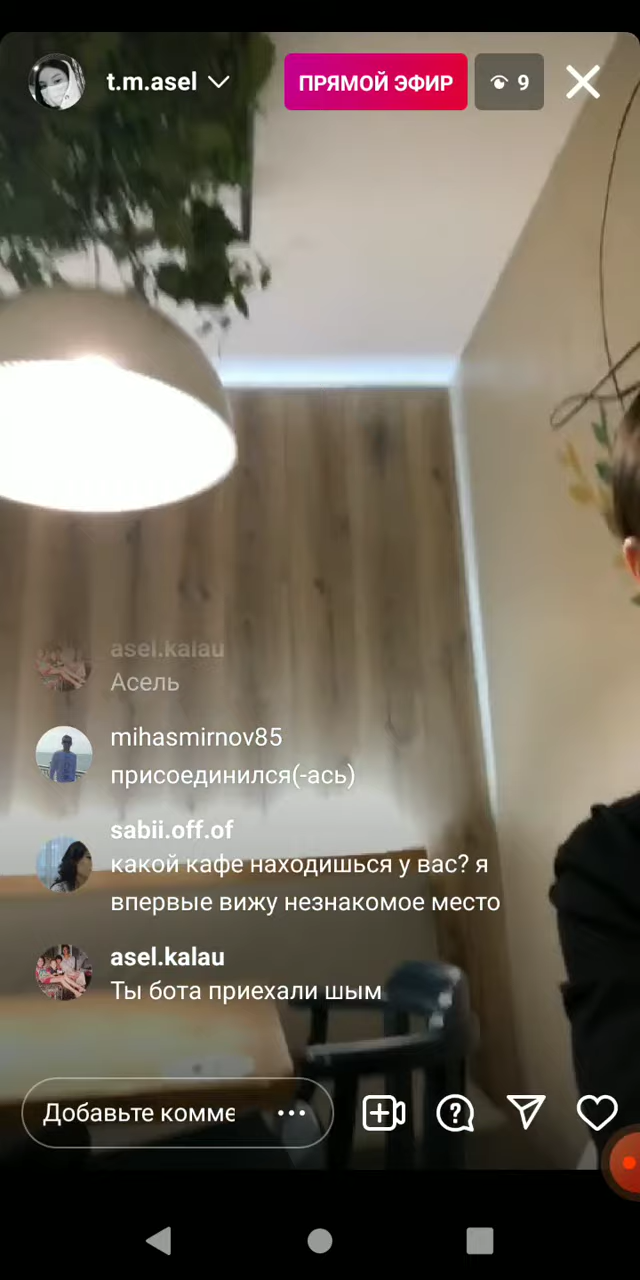 t.m.asel
ПРЯМОЙ ЭФИР
9
asel.kalau
Асель
mihasmirnov85
присоединился(-ась)
sabii.off.of
какой кафе находишься у вас? я
впервые вижу незнакомое место
asel.kalau
Ты бота приехали шым
Добавьте комме